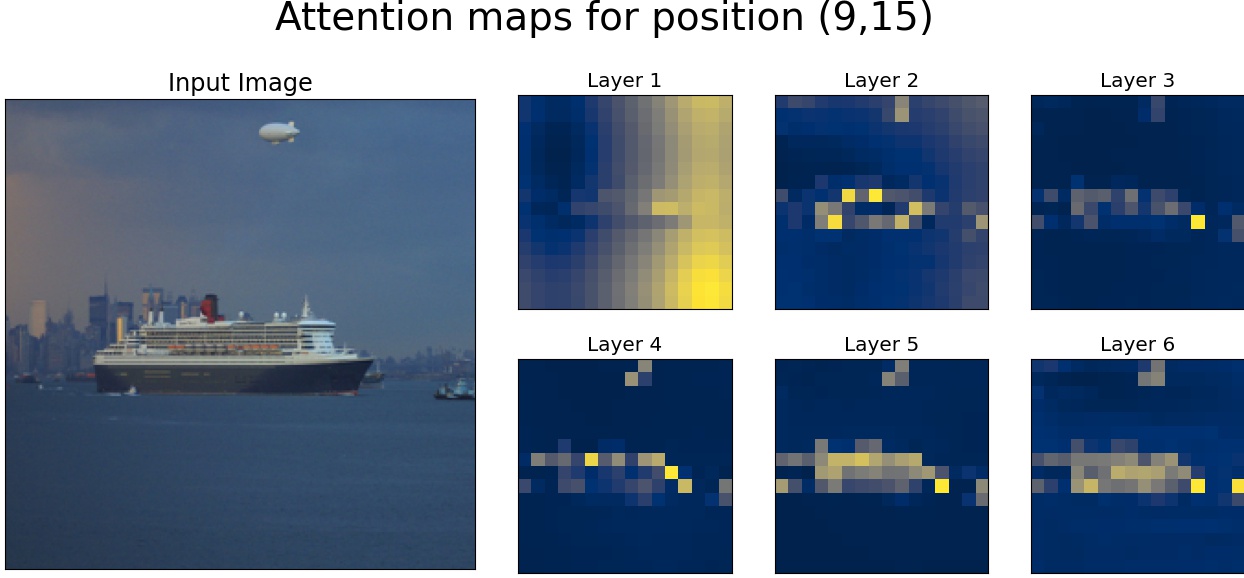 Attention maps for position (9,15)
Input Image
Layer 1
Layer 2
Layer 3
Layer 4
Layer 5
Layer 6